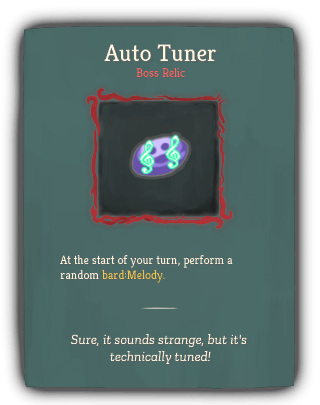 Auto Tuner
Boss Relic
At the start of your turn, perform a
random bard:Melody.
Sure, it sounds strange, but it's
technically tuned!